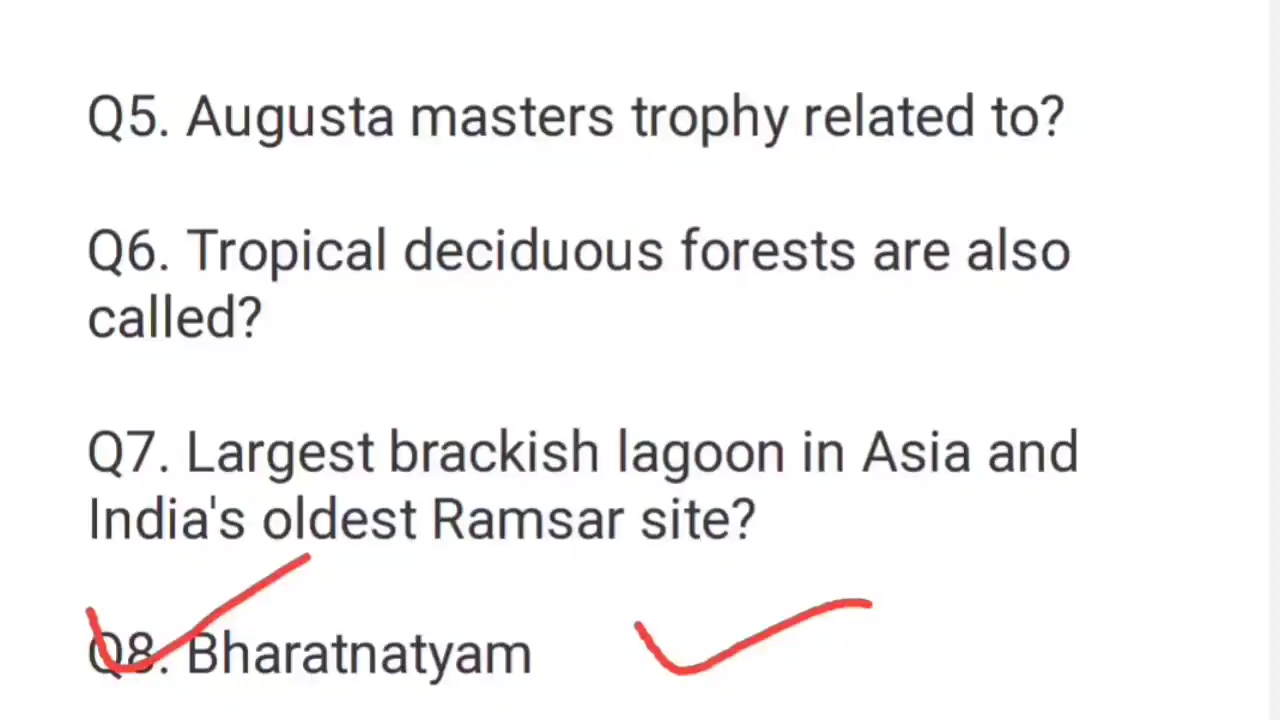 Q5. Augusta masters trophy related to?
Q6. Tropical deciduous forests are also
called?
Q7. Largest brackish lagoon in Asia and
India's oldest Ramsar site?
Q8. Bharatnatyam